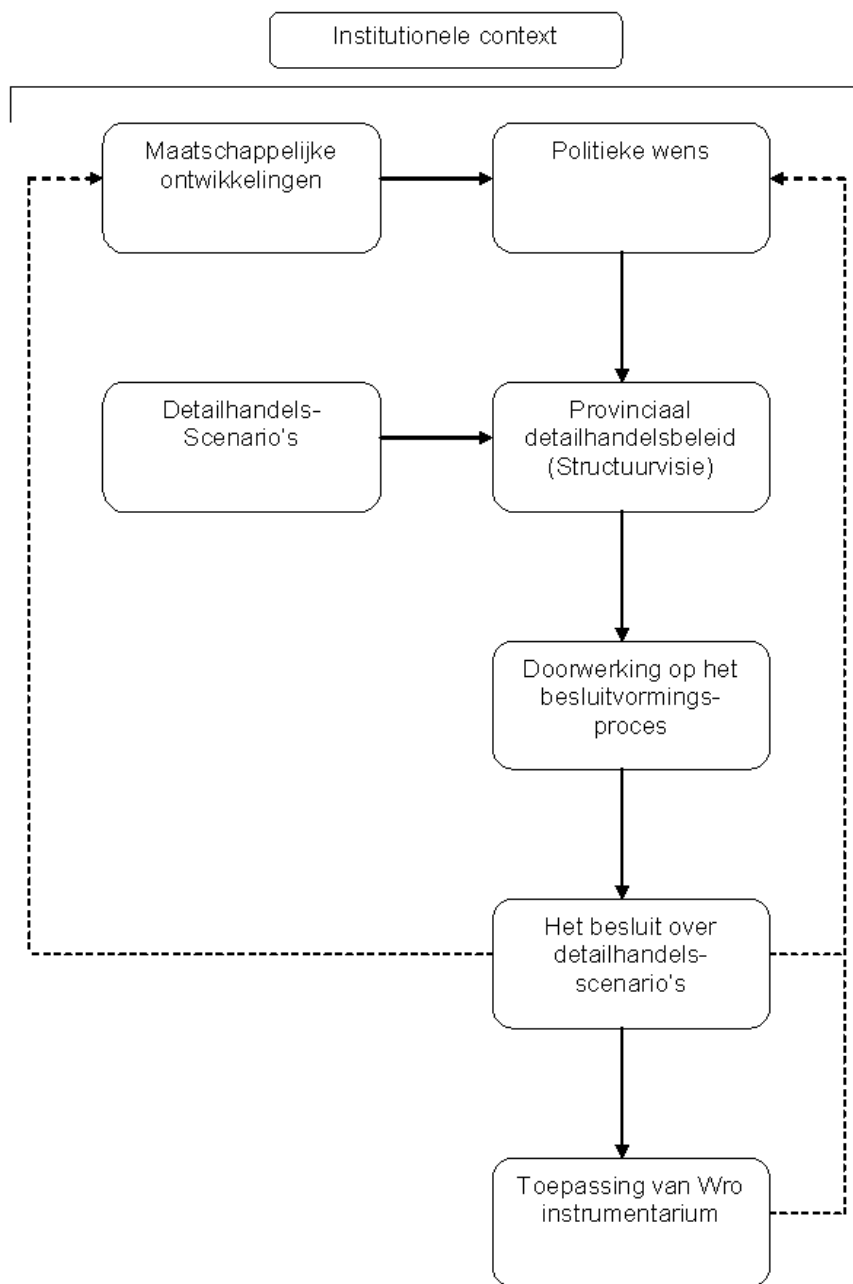 Institutionele context
Maatschappelijke
ontwikkelingen
Politieke wens
Detailhandels-
Scenario's
Provinciaal
detailhandelsbeleid
(Structuurvisie)
Doorwerking op het
besluitvormings-
proces
Het besluit over
detailhandels-
scenario's
Toepassing van Wro
instrumentarium